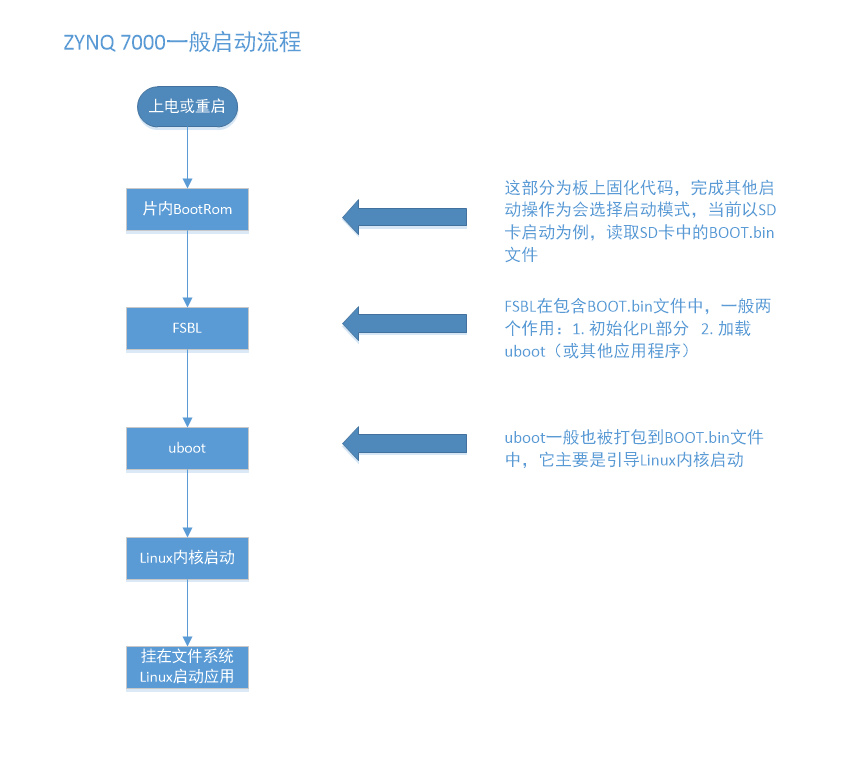 ZYNQ 7000一般启动流程
上电或重启
片内BootRom
这部分为板上固化代码，完成其他启
动操作为会选择启动模式，当前以SD
卡启动为例，读取SD卡中的BOOT.bin
文件
FSBL
FSBL在包含BOOT.bin文件中，一般两
个作用：1. 初始化PL部分 2. 加载
uboot（或其他应用程序）
uboot
uboot一般也被打包到BOOT.bin文件
中，它主要是引导Linux内核启动
Linux内核启动
挂在文件系统
Linux启动应用